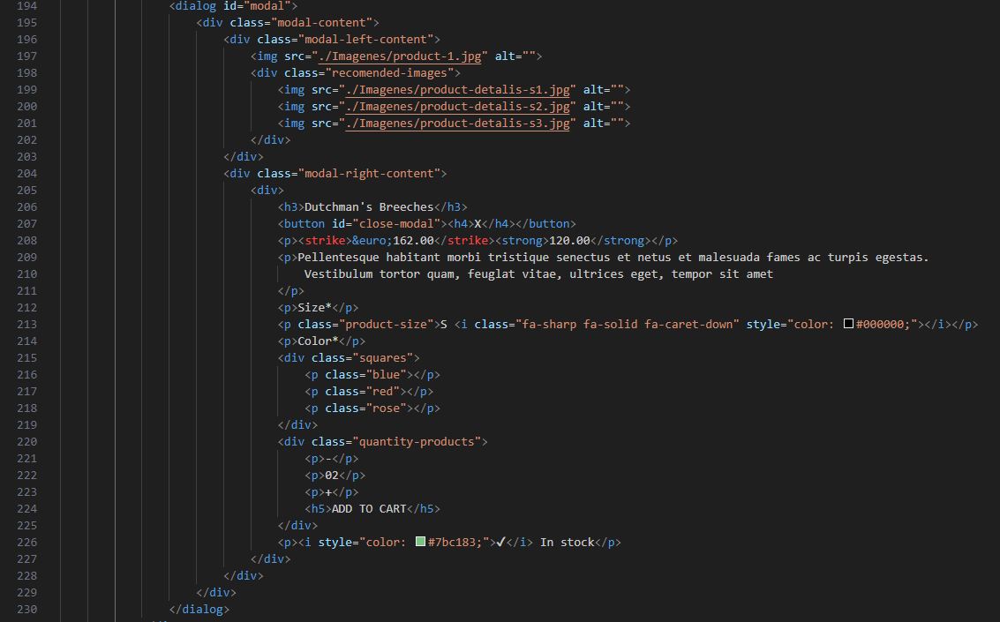 194 <dialog id="modal">
195 <div class="modal-content">
196 <div class="modal-left-content">
197 <img src="./Imagenes/product-1.jpg" alt="">
198 <div class="recomended-images">
199 <img src="./Imagenes/product-detalis-s1.jpg" alt="">
200 <img src="./Imagenes/product-detalis-s2.jpg" alt="">
201 <img src="./Imagenes/product-detalis-s3.jpg" alt="">
202 </div>
203 </div>
204 <div class="modal-right-content">
205 <div>
206 <h3>Dutchman's Breeches</h3>
207 <button id="close-modal"><h4>X</h4></button>
208 <p><strike>&euro;162.00</strike><strong>120.00</strong></p>
209 <p>Pellentesque habitant morbi tristique senectus et netus et malesuada fames ac turpis egestas.
210 Vestibulum tortor quam, feuglat vitae, ultrices eget, tempor sit amet
211 </p>
212 <p>Size*</p>
213 <p class="product-size">S <i class="fa-sharp fa-solid fa-caret-down" style="color: #000000;"></i></p>
214 <p>Color*</p>
215 <div class="squares">
216 <p class="blue"></p>
217 <p class="red"></p>
218 <p class="rose"></p>
219 </div>
220 <div class="quantity-products">
221 <p>-</p>
222 <p>02</p>
223 <p>+</p>
224 <h5>ADD TO CART</h5>
225 </div>
226 <p><i style="color: #7bc183;">✔</i> In stock</p>
227 </div>
228 </div>
229 </div>
230 </dialog>